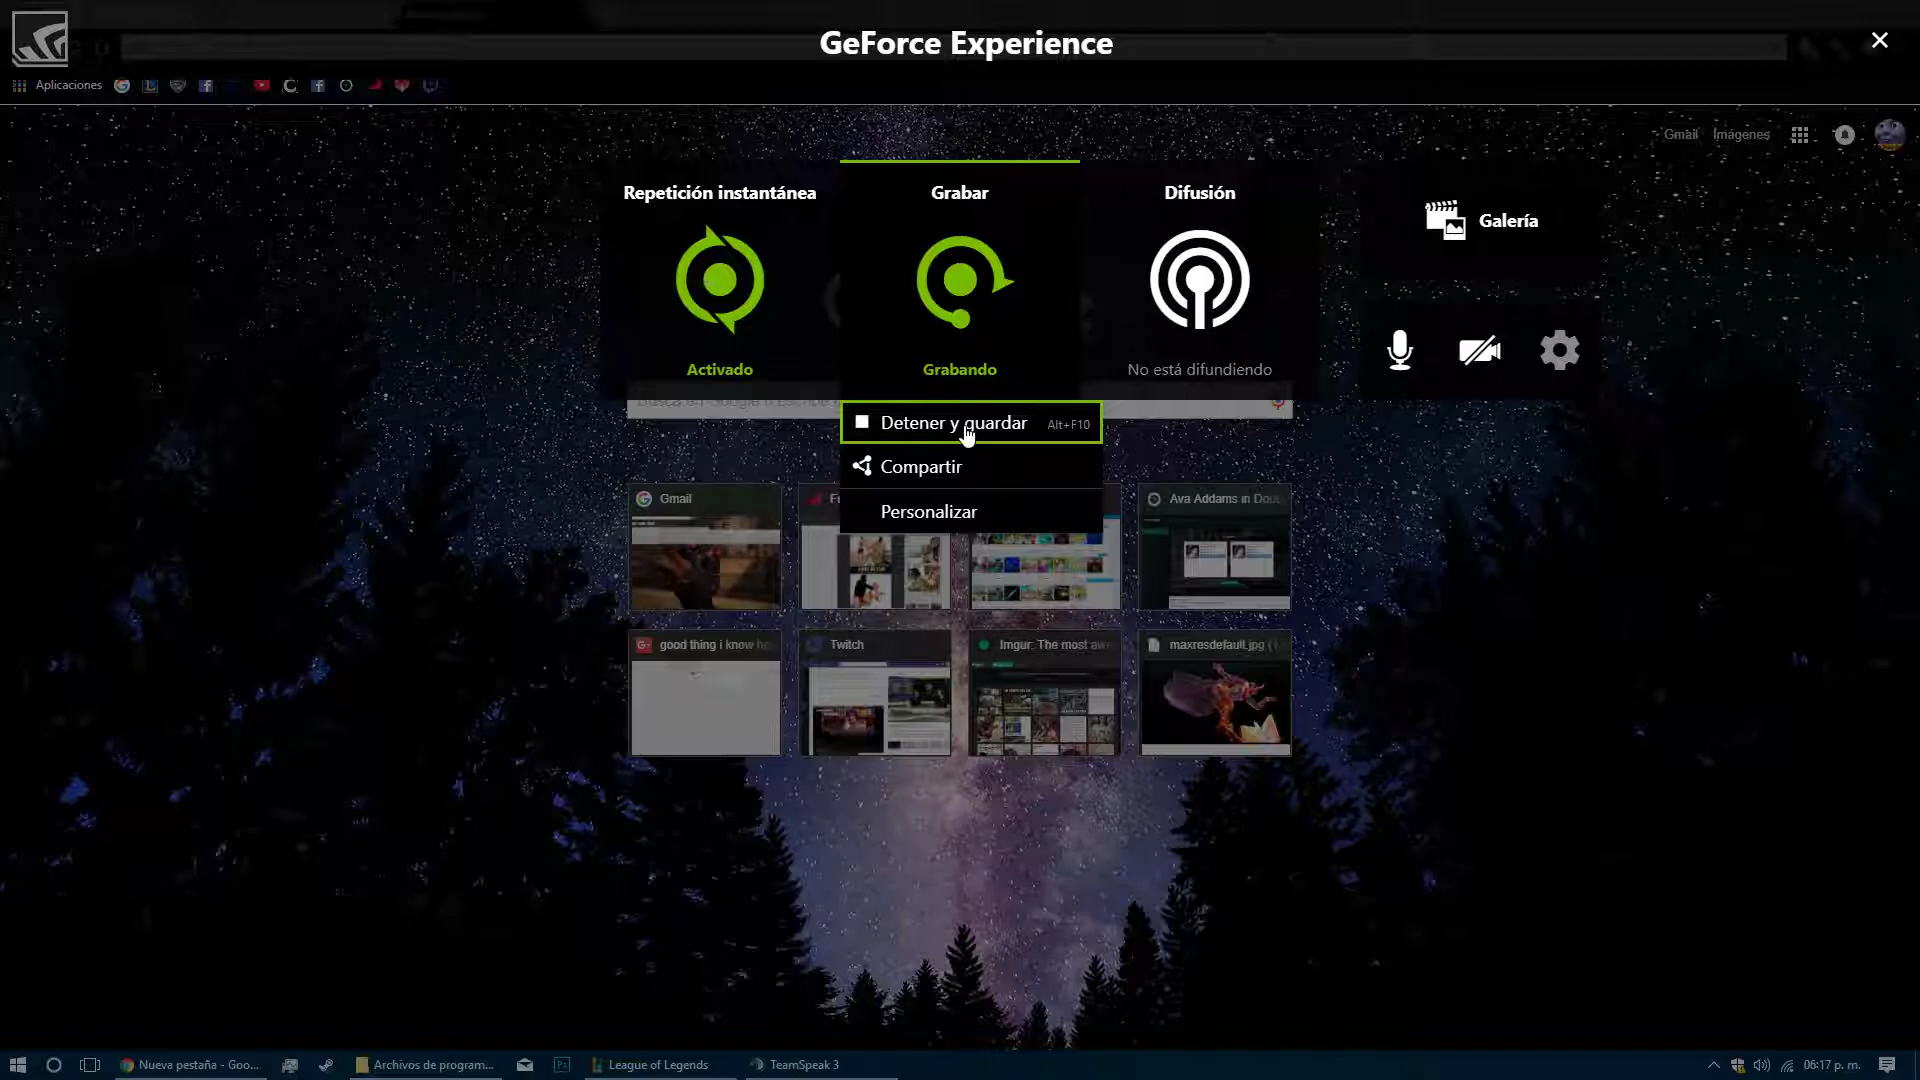 GeForce Experience
Aplicaciones
Gmail Imágenes
Repetición instantánea
Grabar
Difusión
Galería
Activado
Grabando
No está difundiendo
Detener y guardar Alt+F10
Compartir
Personalizar
Gmail
Ava Addams in Dou
good thing i know he
Twitch
Imgur: The most aw
maxresdefault.jpg (
Nueva pestaña - Goo...
Archivos de program...
Ps
League of Legends
TeamSpeak 3
06:17 p. m.